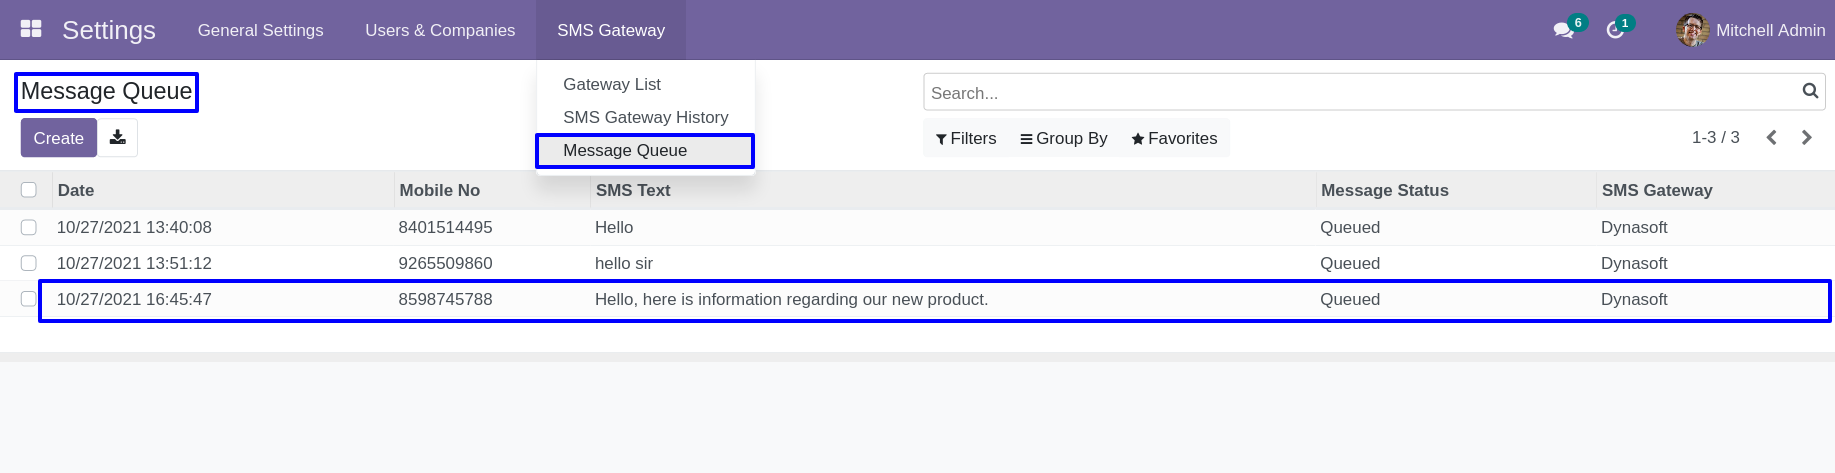 Settings General Settings Users & Companies SMS Gateway 6 1 Mitchell Admin
Message Queue
Gateway List
SMS Gateway History
Message Queue
Search...
Create
Filters Group By Favorites 1-3 / 3
Date Mobile No SMS Text Message Status SMS Gateway
10/27/2021 13:40:08 8401514495 Hello Queued Dynasoft
10/27/2021 13:51:12 9265509860 hello sir Queued Dynasoft
10/27/2021 16:45:47 8598745788 Hello, here is information regarding our new product. Queued Dynasoft